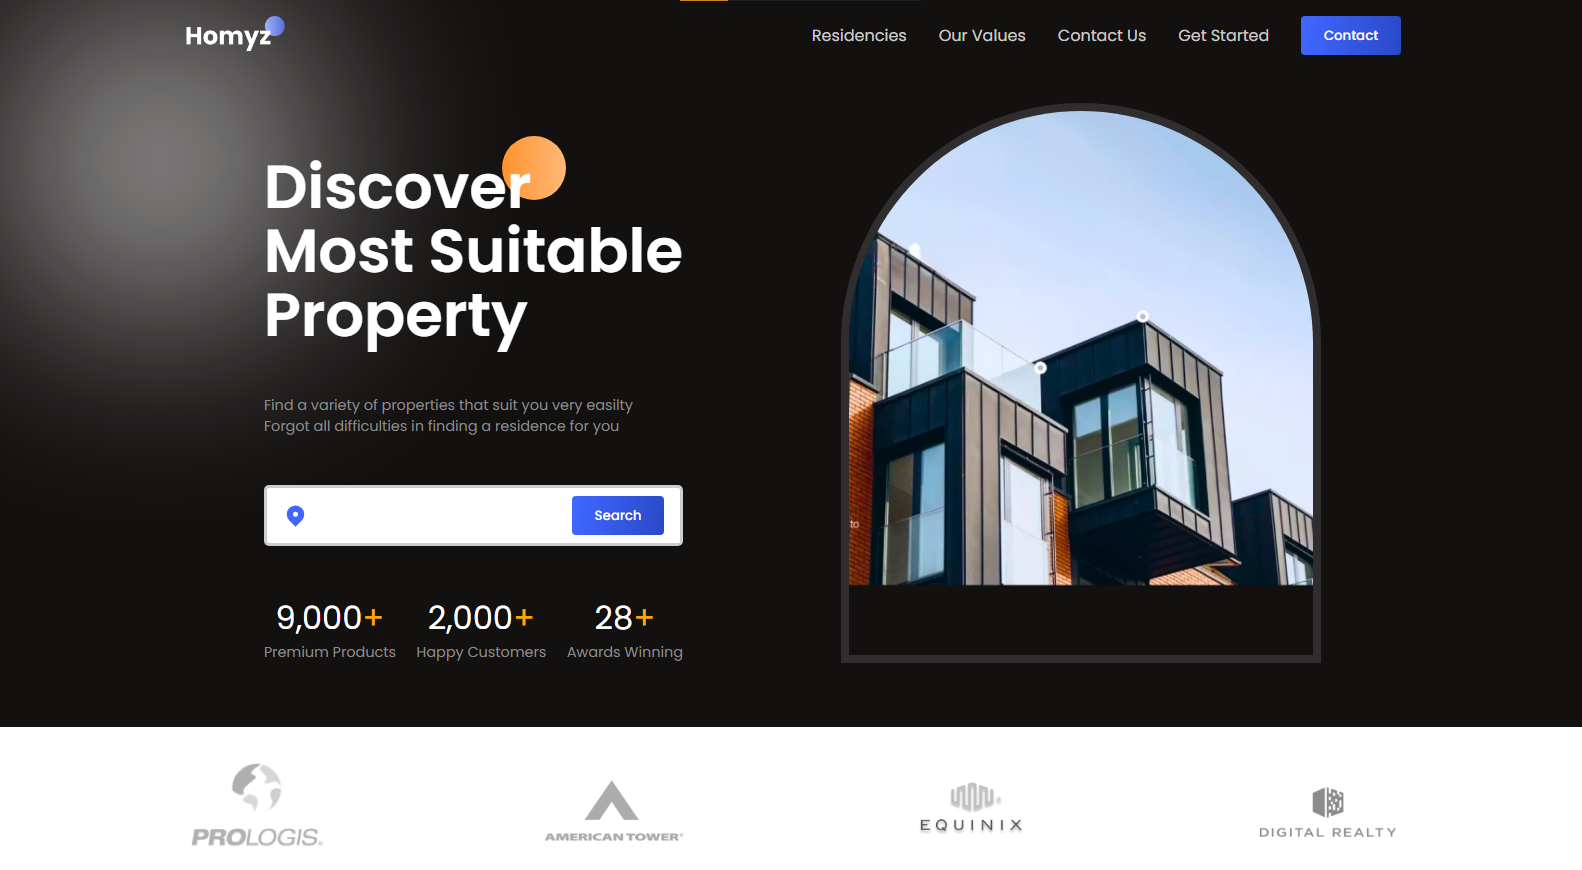 Homyz
Residencies
Our Values
Contact Us
Get Started
Contact
Discover
Most Suitable
Property
Find a variety of properties that suit you very easilty
Forgot all difficulties in finding a residence for you
Search
9,000+
2,000+
28+
Premium Products
Happy Customers
Awards Winning
to
PROLOGIS.
AMERICAN TOWER
EQUINIX
DIGITAL REALTY